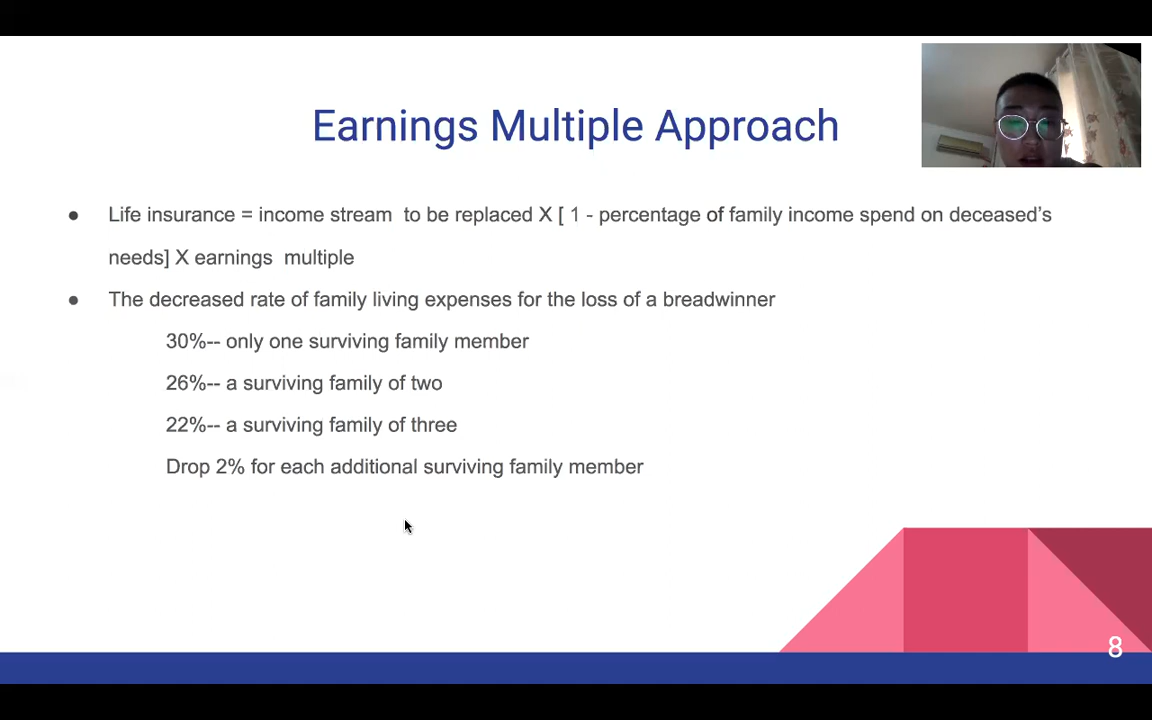 Earnings Multiple Approach
● Life insurance = income stream  to be replaced X [ 1 - percentage of family income spend on deceased’s
needs] X earnings  multiple
● The decreased rate of family living expenses for the loss of a breadwinner
30%-- only one surviving family member
26%-- a surviving family of two
22%-- a surviving family of three
Drop 2% for each additional surviving family member
8